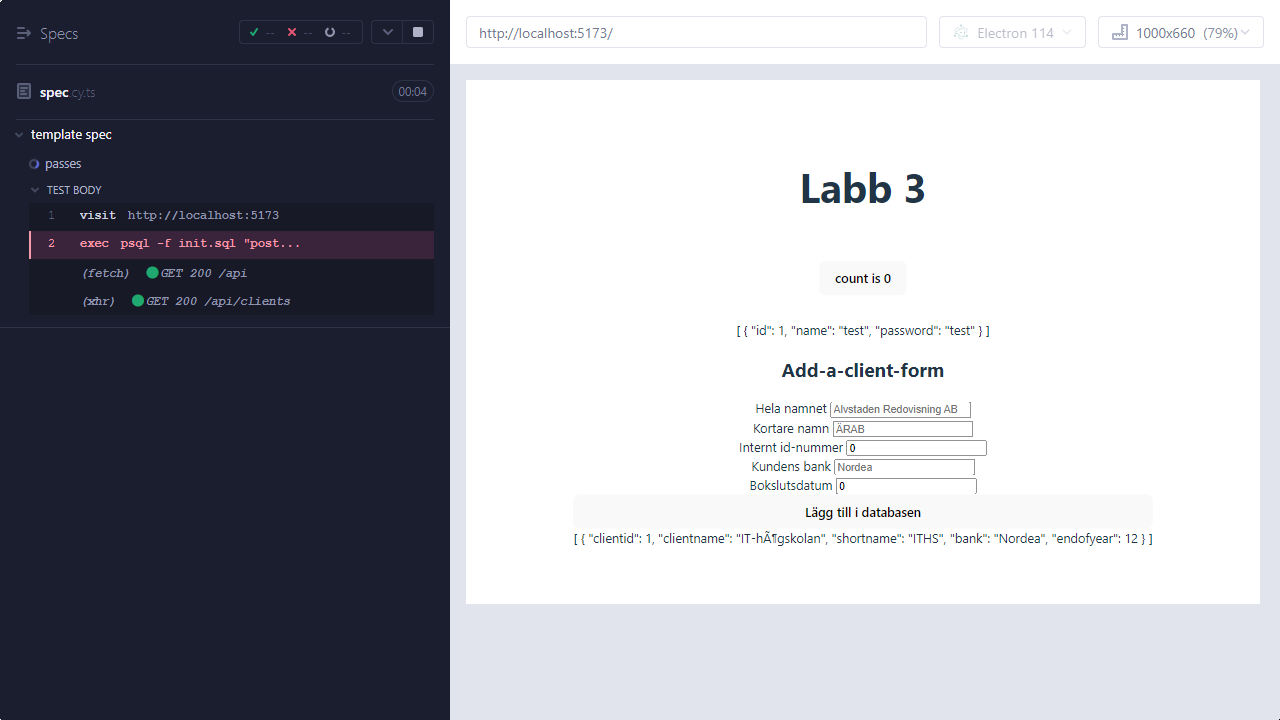 Specs
-- -- --
spec.cy.ts
00:04
template spec
passes
TEST BODY
1 visit http://localhost:5173
2 exec psql -f init.sql "post...
(fetch) GET 200 /api
(xhr) GET 200 /api/clients
http://localhost:5173/
Electron 114
1000x660 (79%)
Labb 3
count is 0
[ { "id": 1, "name": "test", "password": "test" } ]
Add-a-client-form
Hela namnet Alvstaden Redovisning AB
Kortare namn ÄRAB
Internt id-nummer 0
Kundens bank Nordea
Bokslutsdatum 0
Lägg till i databasen
[ { "clientid": 1, "clientname": "IT-hÃ¶gskolan", "shortname": "ITHS", "bank": "Nordea", "endofyear": 12 } ]